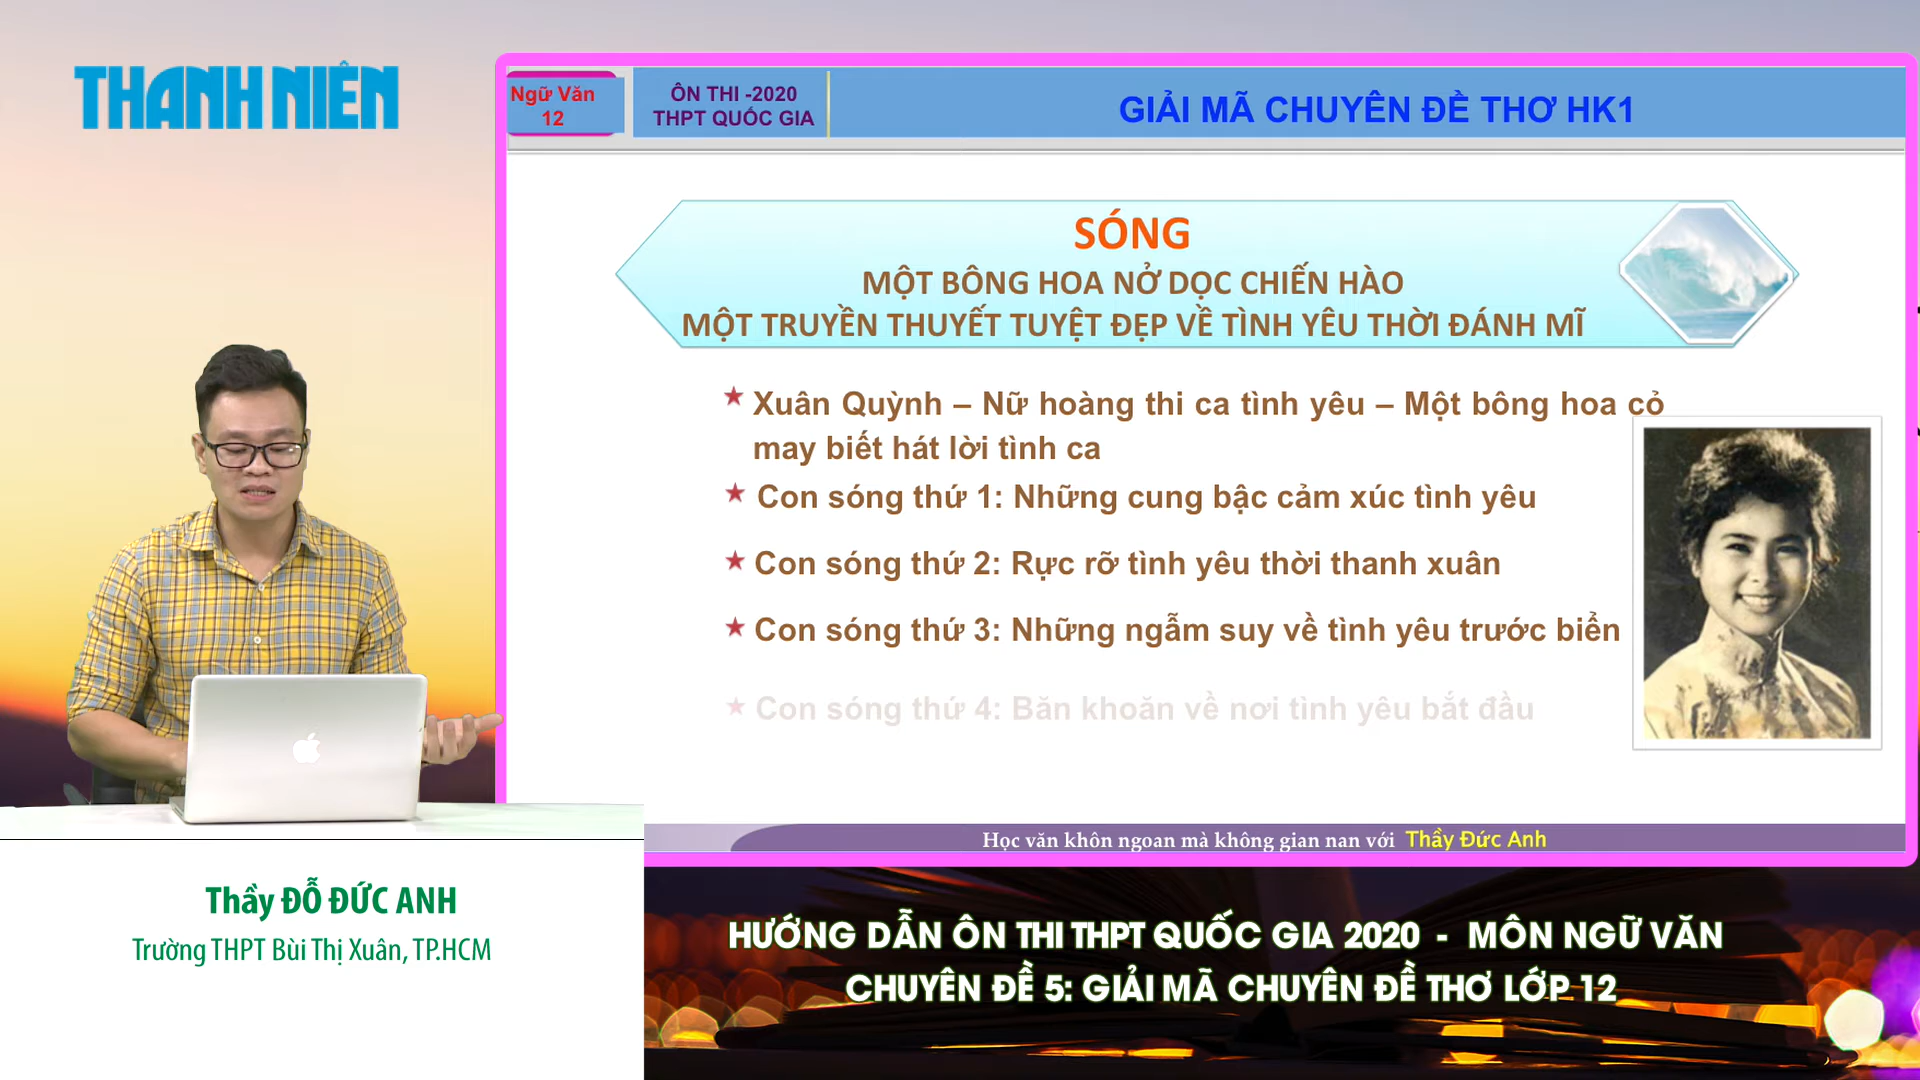 THANH NIÊN
Ngữ Văn
12
ÔN THI -2020
THPT QUỐC GIA
GIẢI MÃ CHUYÊN ĐỀ THƠ HK1
SÓNG
MỘT BÔNG HOA NỞ DỌC CHIẾN HÀO
MỘT TRUYỀN THUYẾT TUYỆT ĐẸP VỀ TÌNH YÊU THỜI ĐÁNH MĨ
Xuân Quỳnh – Nữ hoàng thi ca tình yêu – Một bông hoa cỏ
may biết hát lời tình ca
Con sóng thứ 1: Những cung bậc cảm xúc tình yêu
Con sóng thứ 2: Rực rỡ tình yêu thời thanh xuân
Con sóng thứ 3: Những ngẫm suy về tình yêu trước biển
Con sóng thứ 4: Băn khoăn về nơi tình yêu bắt đầu
Học văn khôn ngoan mà không gian nan với Thầy Đức Anh
Thầy ĐỖ ĐỨC ANH
Trường THPT Bùi Thị Xuân, TP.HCM
HƯỚNG DẪN ÔN THI THPT QUỐC GIA 2020 - MÔN NGỮ VĂN
CHUYÊN ĐỀ 5: GIẢI MÃ CHUYÊN ĐỀ THƠ LỚP 12